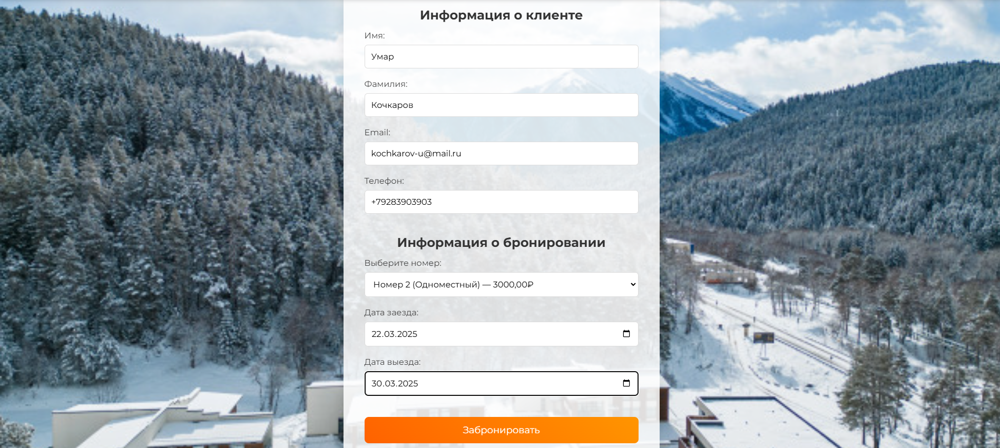 Информация о клиенте
Имя:
Умар
Фамилия:
Кочкаров
Email:
kochkarov-u@mail.ru
Телефон:
+79283903903
Информация о бронировании
Выберите номер:
Номер 2 (Одноместный) — 3000,00₽
Дата заезда:
22.03.2025
Дата выезда:
30.03.2025
Забронировать